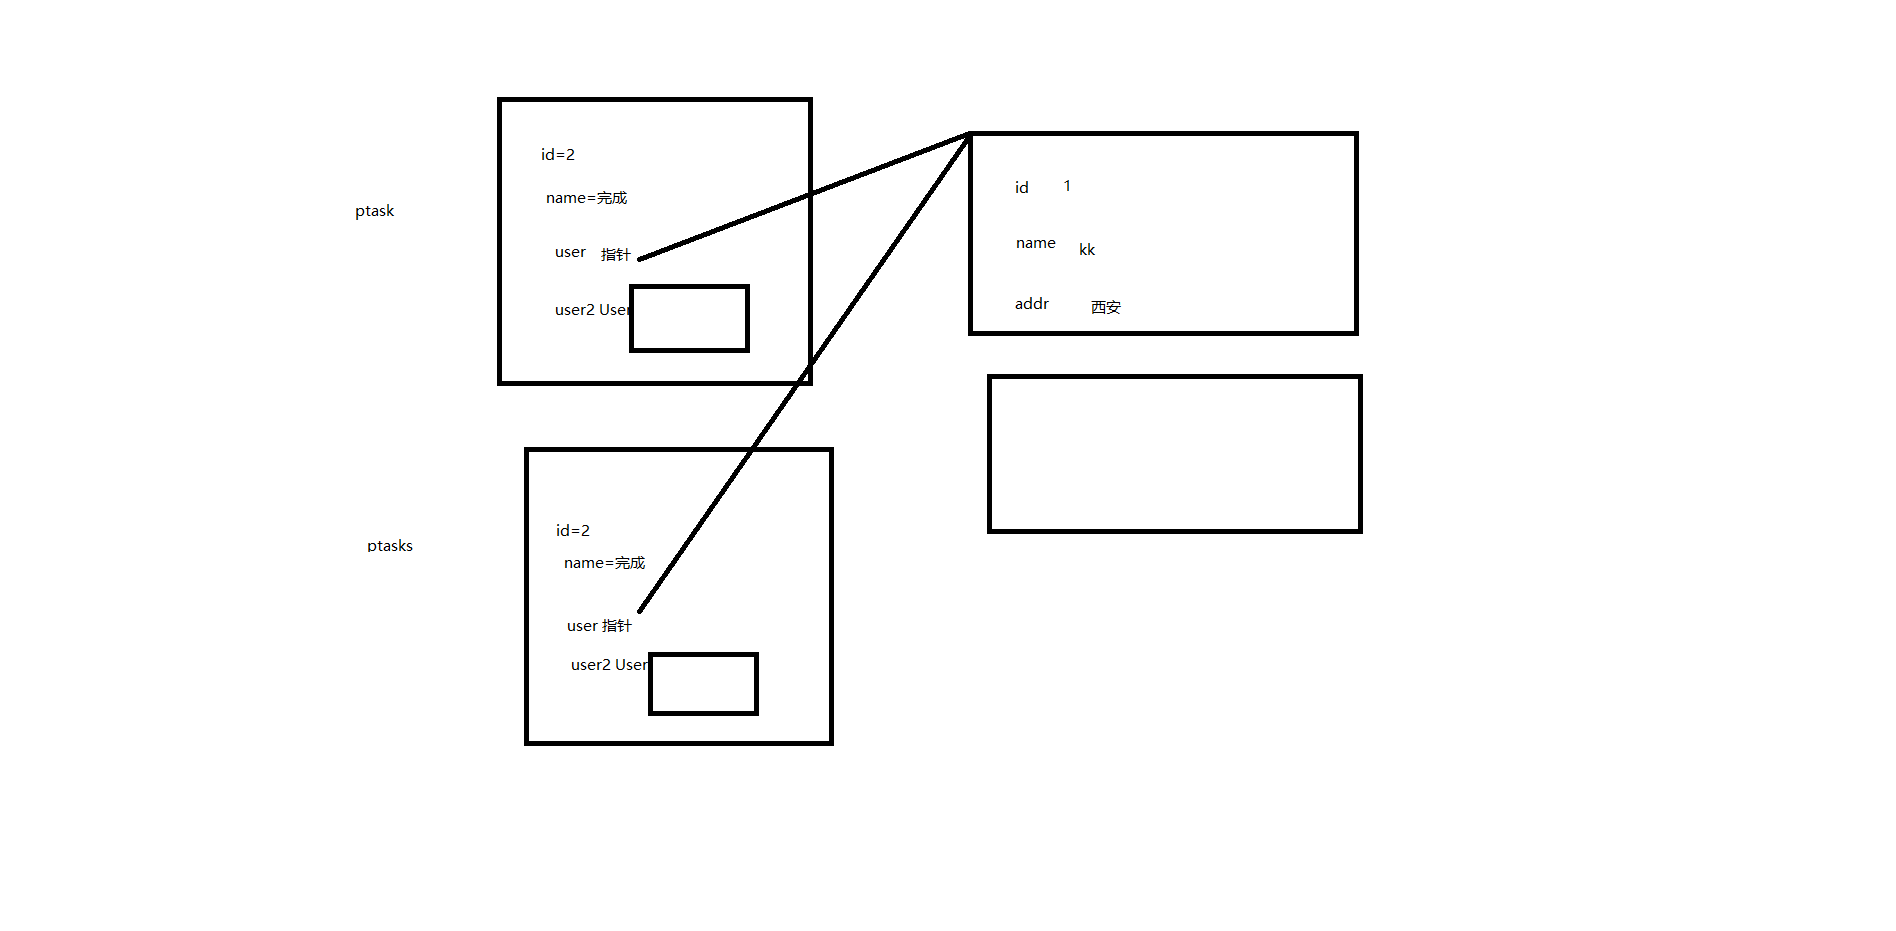 ptask
id=2
name=完成
user 指针
user2 User
id 1
name kk
addr 西安
ptasks
id=2
name=完成
user 指针
user2 User